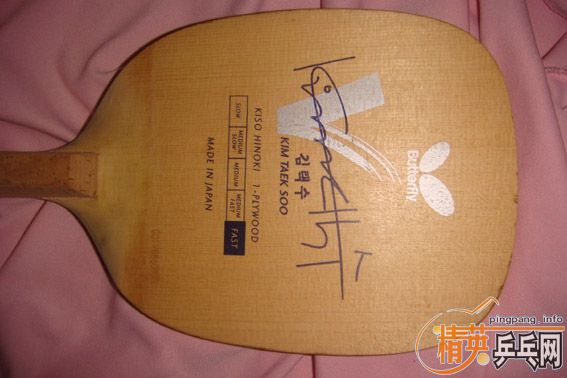 Butterfly
김택수
KIM TAEK SOO
KISO HINOKI 1-PLYWOOD
SLOW
MEDIUM SLOW
MEDIUM
MEDIUM FAST
FAST
MADE IN JAPAN
pingpang.info
精英乒乓网